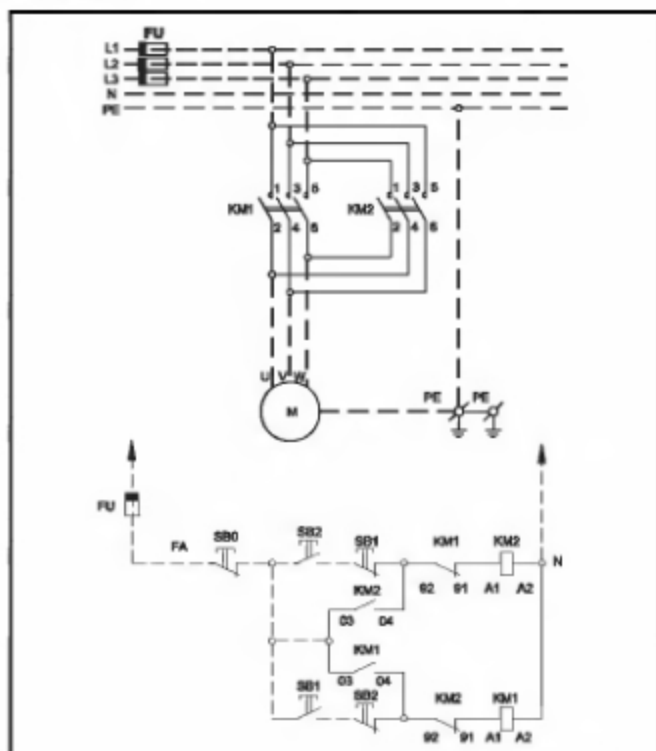 FU
L1
L2
L3
N
PE
1 3 5 1 3 5
KM1 KM2
2 4 6 2 4 6
U V W
M PE PE
FU
FA SB0 SB2 SB1 KM1 KM2 N
92 91 A1 A2
KM2
03 04
KM1
03 04
SB1 SB2 KM2 KM1
92 91 A1 A2